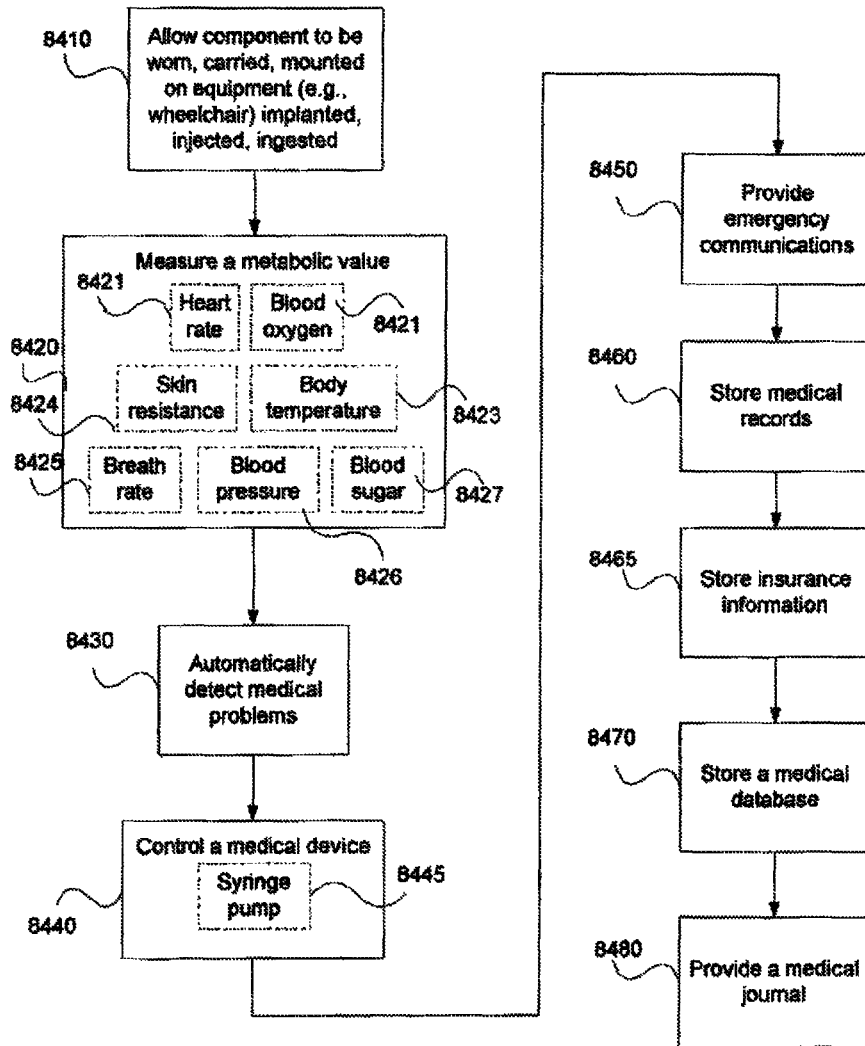 8410
Allow component to be
worn, carried, mounted
on equipment (e.g.,
wheelchair) implanted,
injected, ingested
8420
Measure a metabolic value
8421
Heart
rate
Blood
oxygen
8421
Skin
resistance
8424
Body
temperature
8423
8425
Breath
rate
Blood
pressure
8426
Blood
sugar
8427
8430
Automatically
detect medical
problems
8440
Control a medical device
Syringe
pump
8445
8450
Provide
emergency
communications
8460
Store medical
records
8465
Store insurance
information
8470
Store a medical
database
8480
Provide a medical
journal